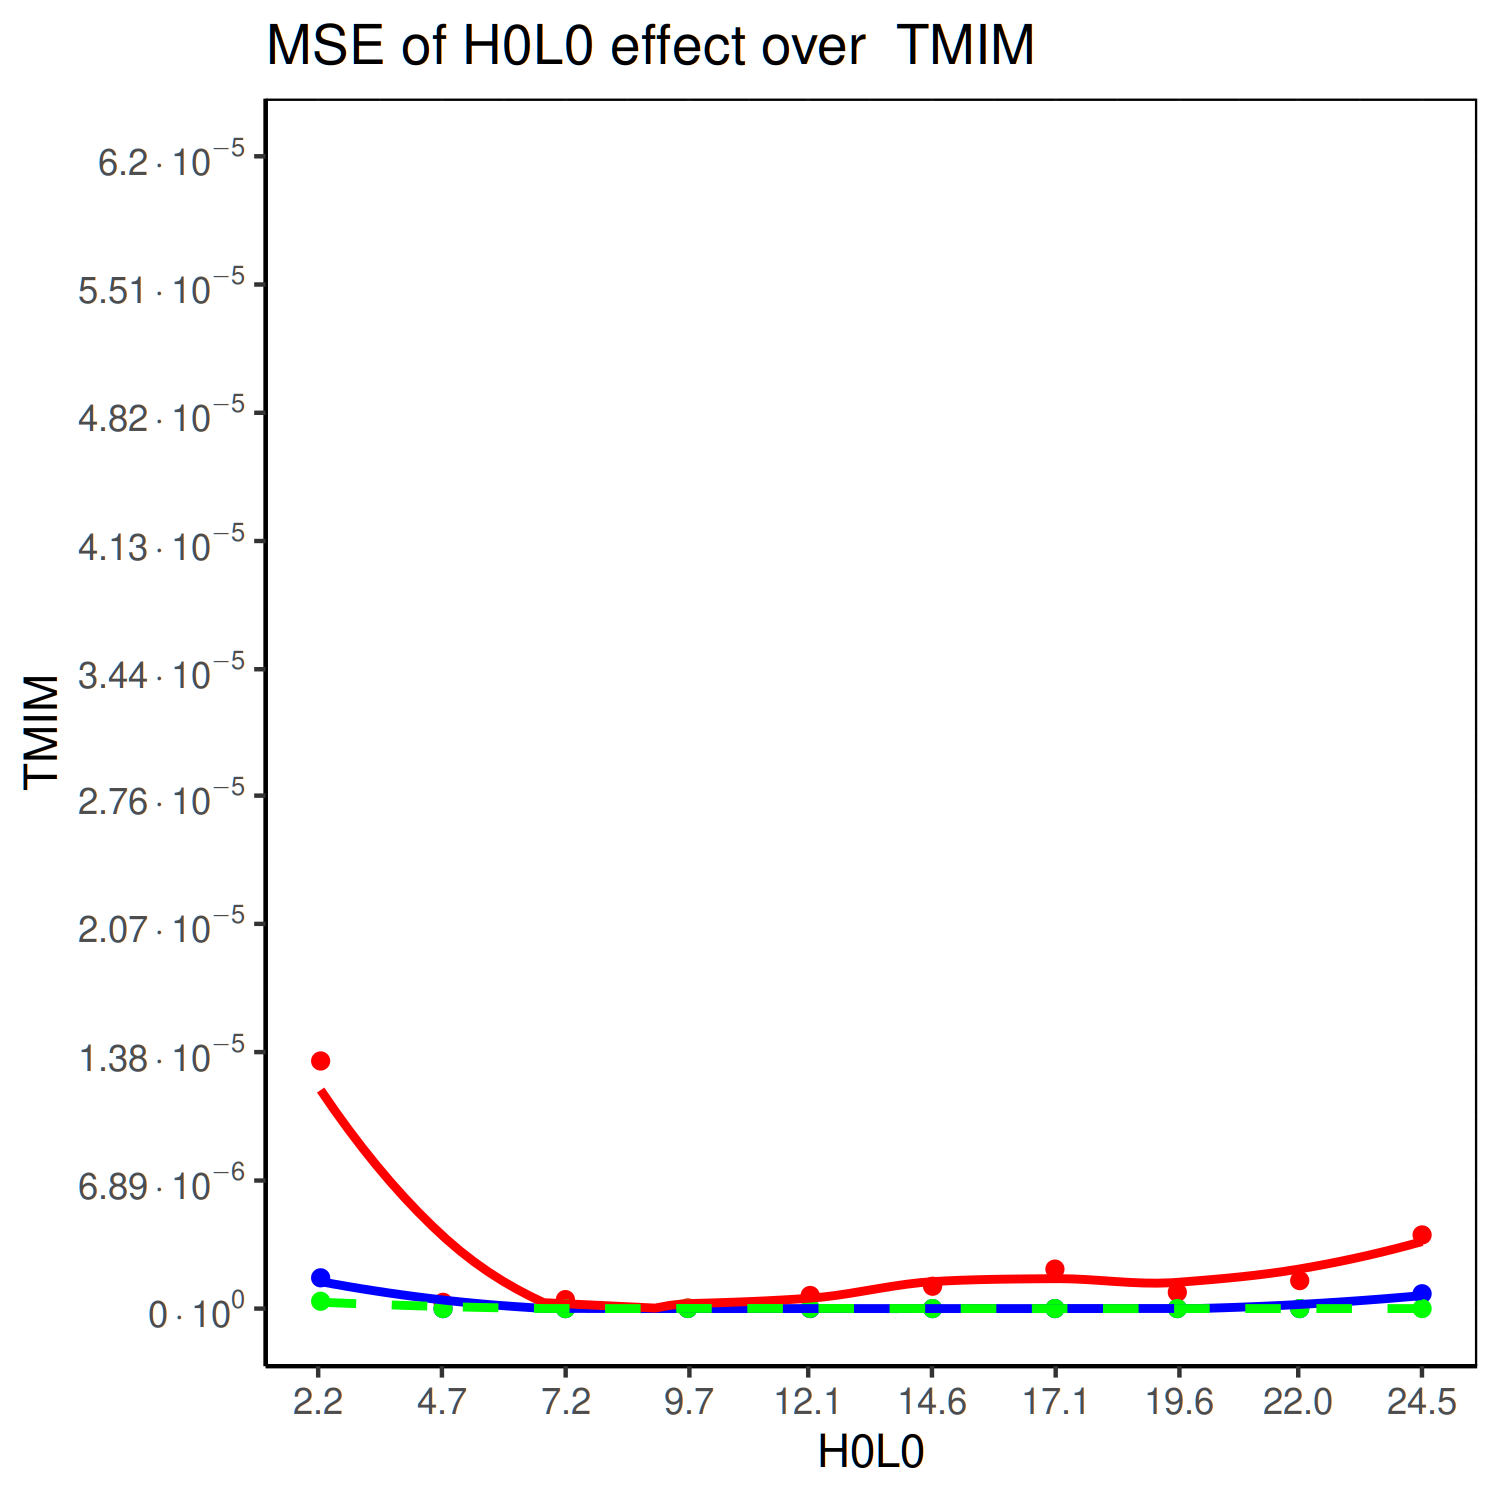 MSE of H0L0 effect over  TMIM
6.2 · 10⁻⁵
5.51 · 10⁻⁵
4.82 · 10⁻⁵
4.13 · 10⁻⁵
3.44 · 10⁻⁵
2.76 · 10⁻⁵
2.07 · 10⁻⁵
1.38 · 10⁻⁵
6.89 · 10⁻⁶
0 · 10⁰
TMIM
2.2 4.7 7.2 9.7 12.1 14.6 17.1 19.6 22.0 24.5
H0L0